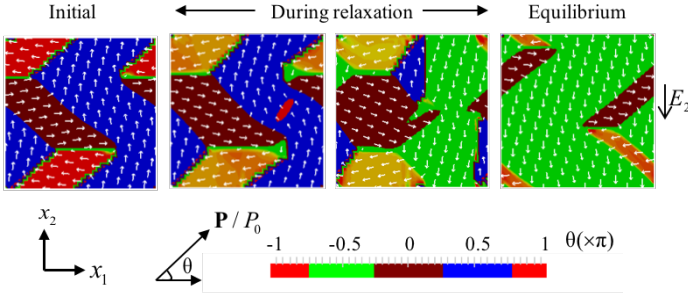 Initial
During relaxation
Equilibrium
E2
x2
x1
P / P0
θ
-1 -0.5 0 0.5 1 θ(×π)